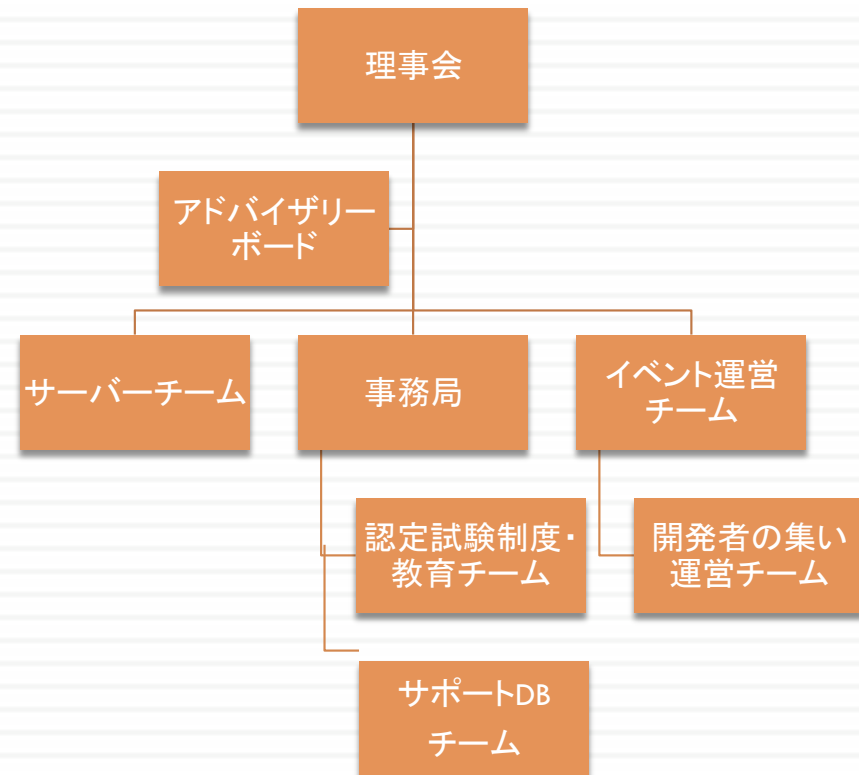 理事会
アドバイザリー
ボード
サーバーチーム
事務局
イベント運営
チーム
認定試験制度・
教育チーム
開発者の集い
運営チーム
サポートDB
チーム